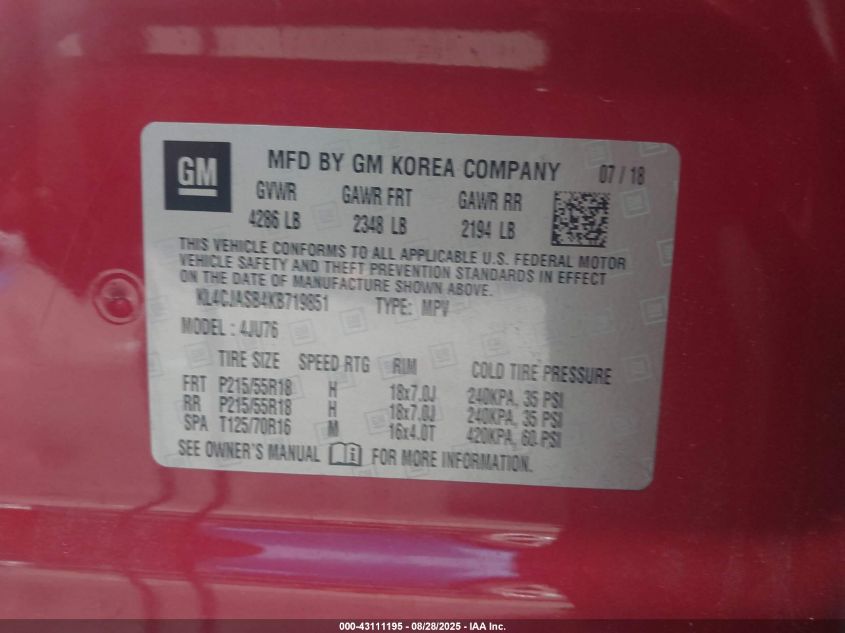 GM MFD BY GM KOREA COMPANY 07 / 18
GVWR GAWR FRT GAWR RR
4286 LB 2348 LB 2194 LB
THIS VEHICLE CONFORMS TO ALL APPLICABLE U.S. FEDERAL MOTOR
VEHICLE SAFETY AND THEFT PREVENTION STANDARDS IN EFFECT
ON THE DATE OF MANUFACTURE SHOWN ABOVE.
KL4CJASB4KB719851 TYPE: MPV
MODEL : 4JU76
TIRE SIZE SPEED RTG RIM COLD TIRE PRESSURE
FRT P215/55R18 H 18x7.0J 240KPA, 35 PSI
RR P215/55R18 H 18x7.0J 240KPA, 35 PSI
SPA T125/70R16 M 16x4.0T 420KPA, 60 PSI
SEE OWNER'S MANUAL FOR MORE INFORMATION.
000-43111195 - 08/28/2025 - IAA Inc.